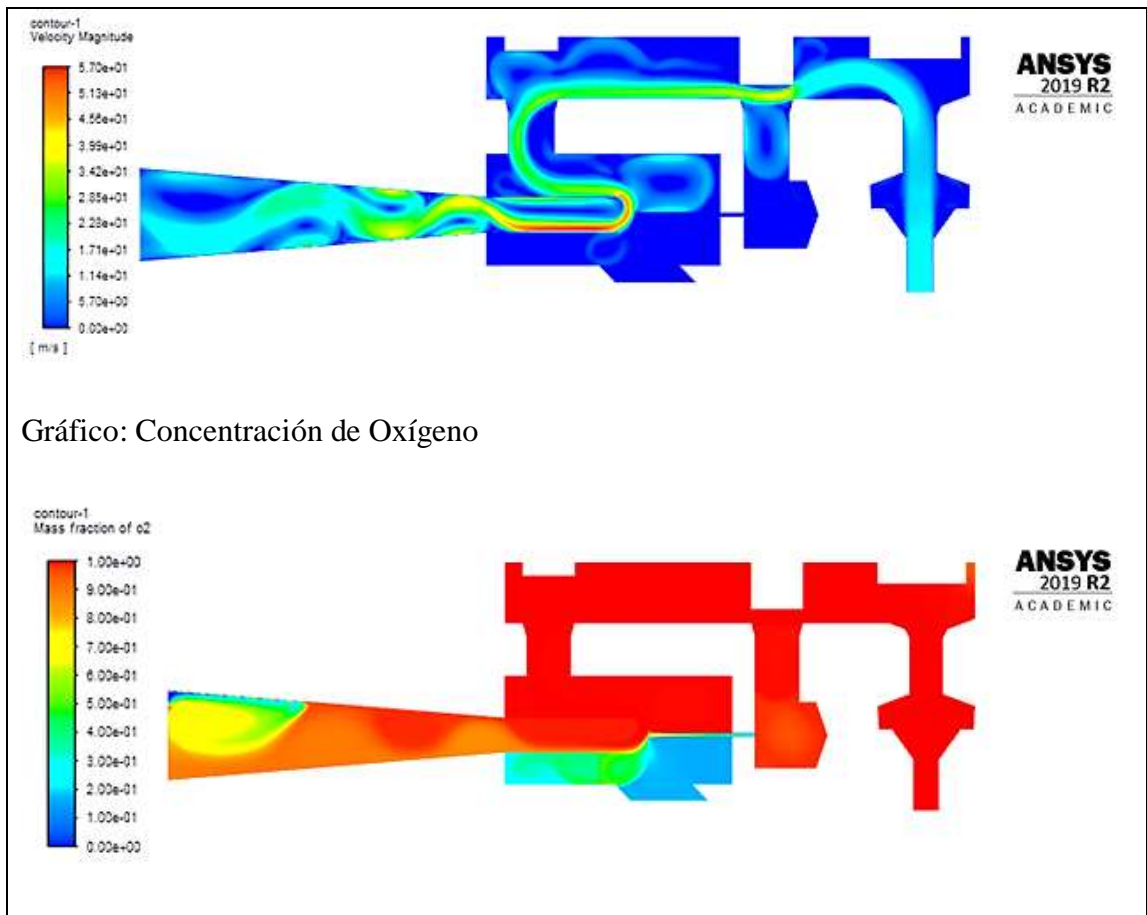 contour-1
Velocity Magnitude
5.70e+01
5.13e+01
4.56e+01
3.99e+01
3.42e+01
2.85e+01
2.28e+01
1.71e+01
1.14e+01
5.70e+00
0.00e+00
[ m/s ]
ANSYS
2019 R2
ACADEMIC
Gráfico: Concentración de Oxígeno
contour-1
Mass fraction of o2
1.00e+00
9.00e-01
8.00e-01
7.00e-01
6.00e-01
5.00e-01
4.00e-01
3.00e-01
2.00e-01
1.00e-01
0.00e+00
ANSYS
2019 R2
ACADEMIC